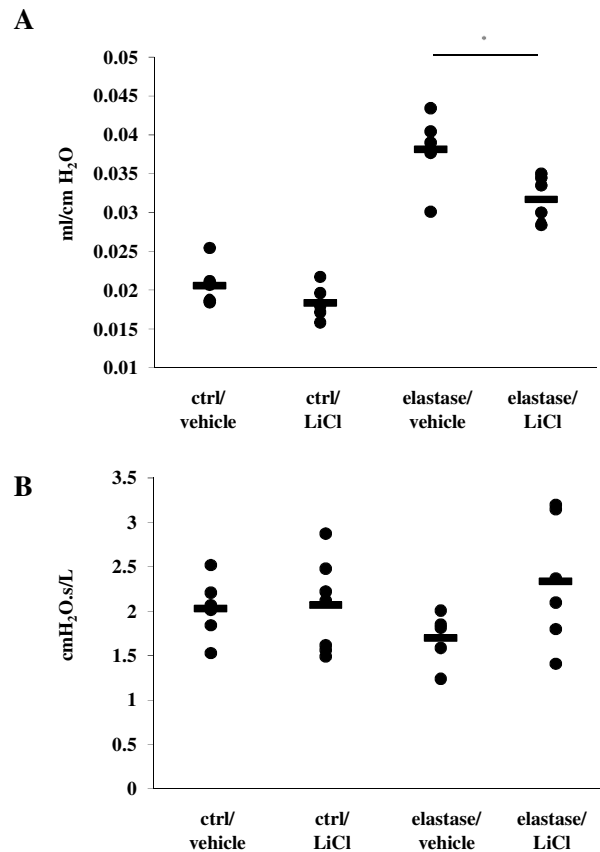 A
ml/cm H₂O
0.05
0.045
0.04
0.035
0.03
0.025
0.02
0.015
0.01
*
ctrl/
vehicle
ctrl/
LiCl
elastase/
vehicle
elastase/
LiCl
B
cmH₂O.s/L
3.5
3
2.5
2
1.5
1
0.5
0
ctrl/
vehicle
ctrl/
LiCl
elastase/
vehicle
elastase/
LiCl